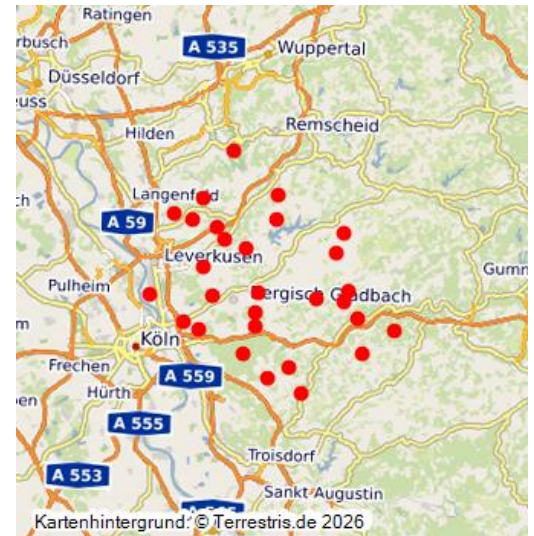 Ratingen
rbusch
A 535
Wuppertal
Düsseldorf
euss
Remscheid
Hilden
Langenfeld
ch
A 59
Leverkusen
Gumm
Pulheim
Bergisch Gladbach
m
Köln
Frechen
A 559
Hürth
en
A 555
Troisdorf
A 553
Sankt Augustin
Kartenhintergrund: © Terrestris.de 2026